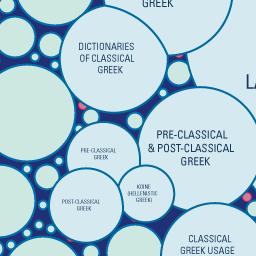 GREEK
DICTIONARIES
OF CLASSICAL
GREEK
LA
PRE-CLASSICAL
& POST-CLASSICAL
GREEK
PRE-CLASSICAL
GREEK
KOINE
(HELLENISTIC
GREEK)
POST-CLASSICAL
GREEK
CLASSICAL
GREEK USAGE